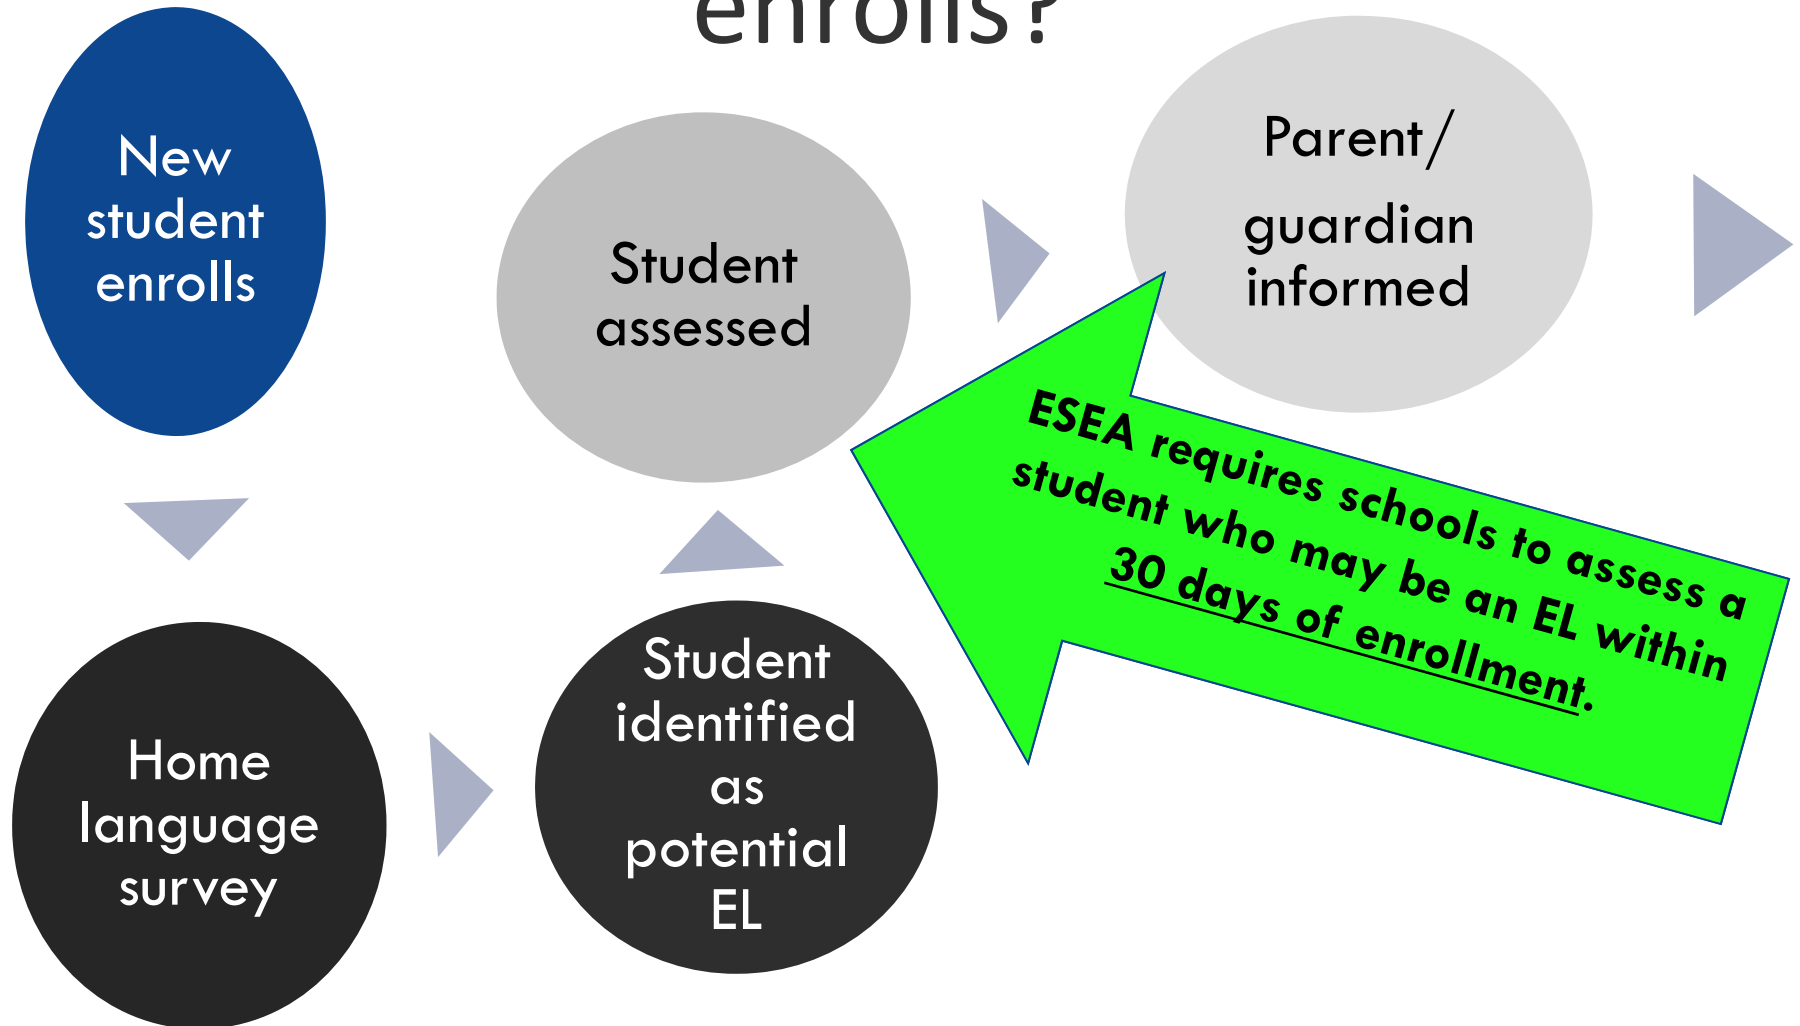 enrolls?
New
student
enrolls
Home
language
survey
Student
identified
as
potential
EL
Student
assessed
Parent/
guardian
informed
ESEA requires schools to assess a
student who may be an EL within
30 days of enrollment.